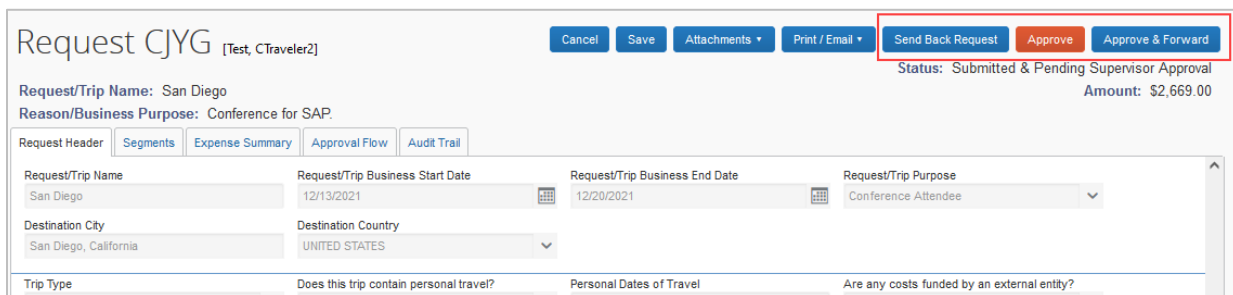 Request CJYG [Test, CTraveler2]
Cancel Save Attachments Print / Email Send Back Request Approve Approve & Forward
Status: Submitted & Pending Supervisor Approval
Request/Trip Name: San Diego Amount: $2,669.00
Reason/Business Purpose: Conference for SAP.
Request Header Segments Expense Summary Approval Flow Audit Trail
Request/Trip Name Request/Trip Business Start Date Request/Trip Business End Date Request/Trip Purpose
San Diego 12/13/2021 12/20/2021 Conference Attendee
Destination City Destination Country
San Diego, California UNITED STATES
Trip Type Does this trip contain personal travel? Personal Dates of Travel Are any costs funded by an external entity?